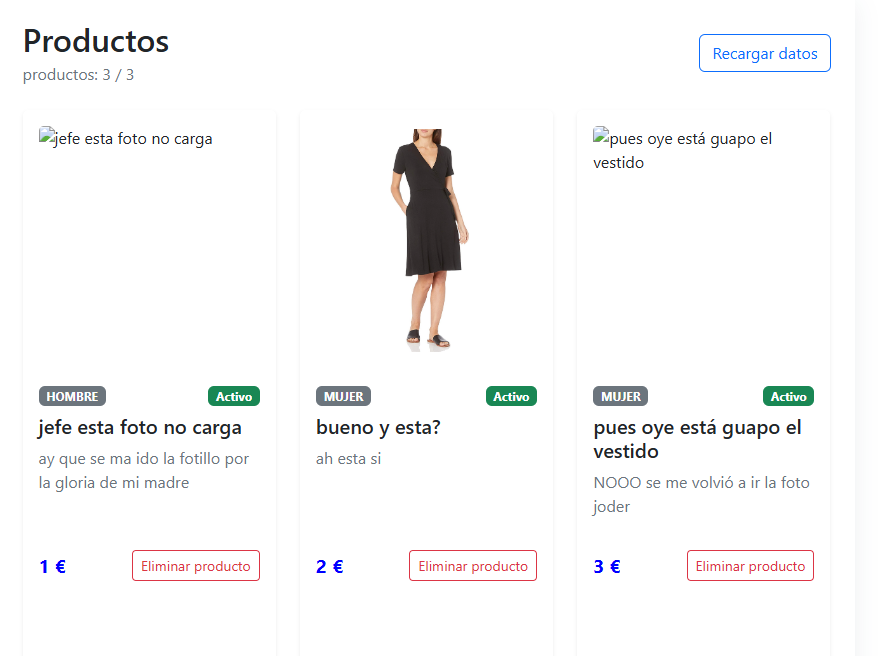 Productos
productos: 3 / 3
Recargar datos
jefe esta foto no carga
HOMBRE
Activo
jefe esta foto no carga
ay que se ma ido la fotillo por
la gloria de mi madre
1 €
Eliminar producto
MUJER
Activo
bueno y esta?
ah esta si
2 €
Eliminar producto
pues oye está guapo el
vestido
MUJER
Activo
pues oye está guapo el
vestido
NOOO se me volvió a ir la foto
joder
3 €
Eliminar producto